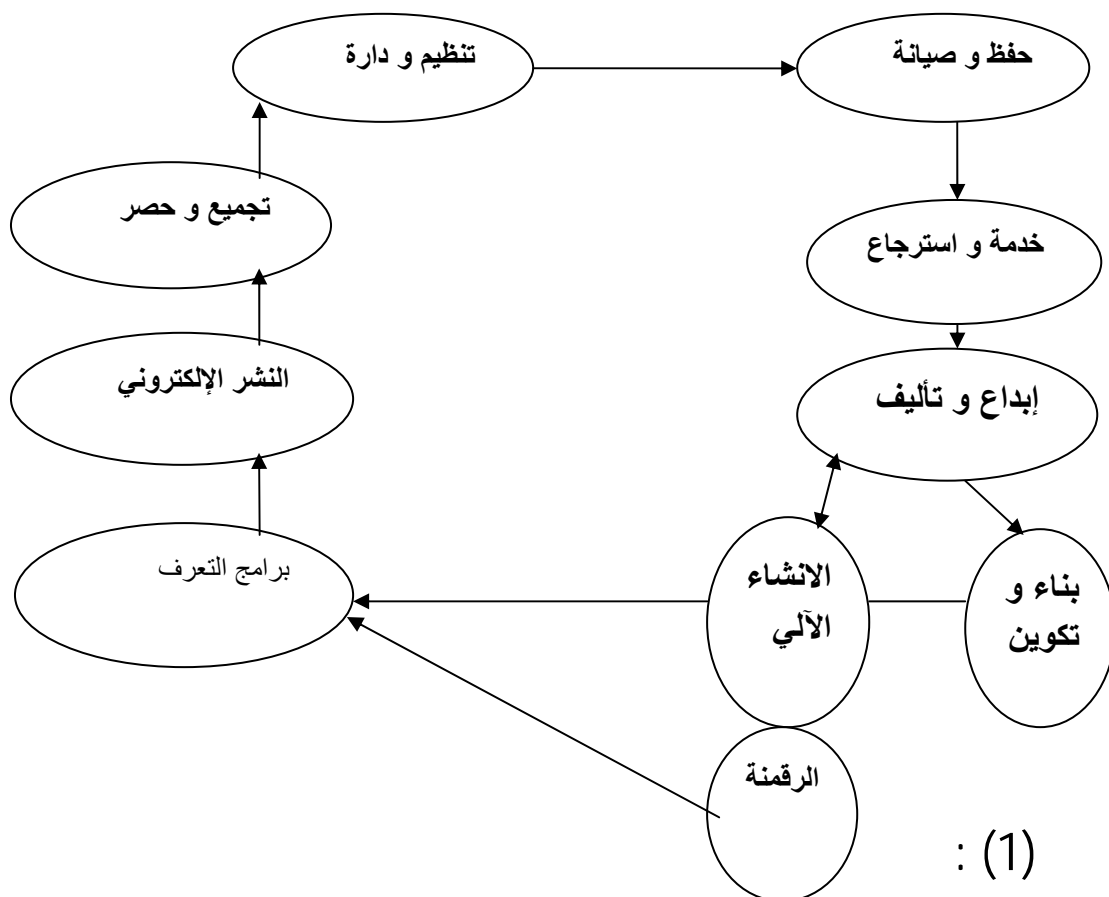 حفظ و صيانة
تنظيم و دارة
تجميع و حصر
خدمة و استرجاع
النشر الإلكتروني
إبداع و تأليف
برامج التعرف
الانشاء
الآلي
بناء و
تكوين
الرقمنة
(1) :